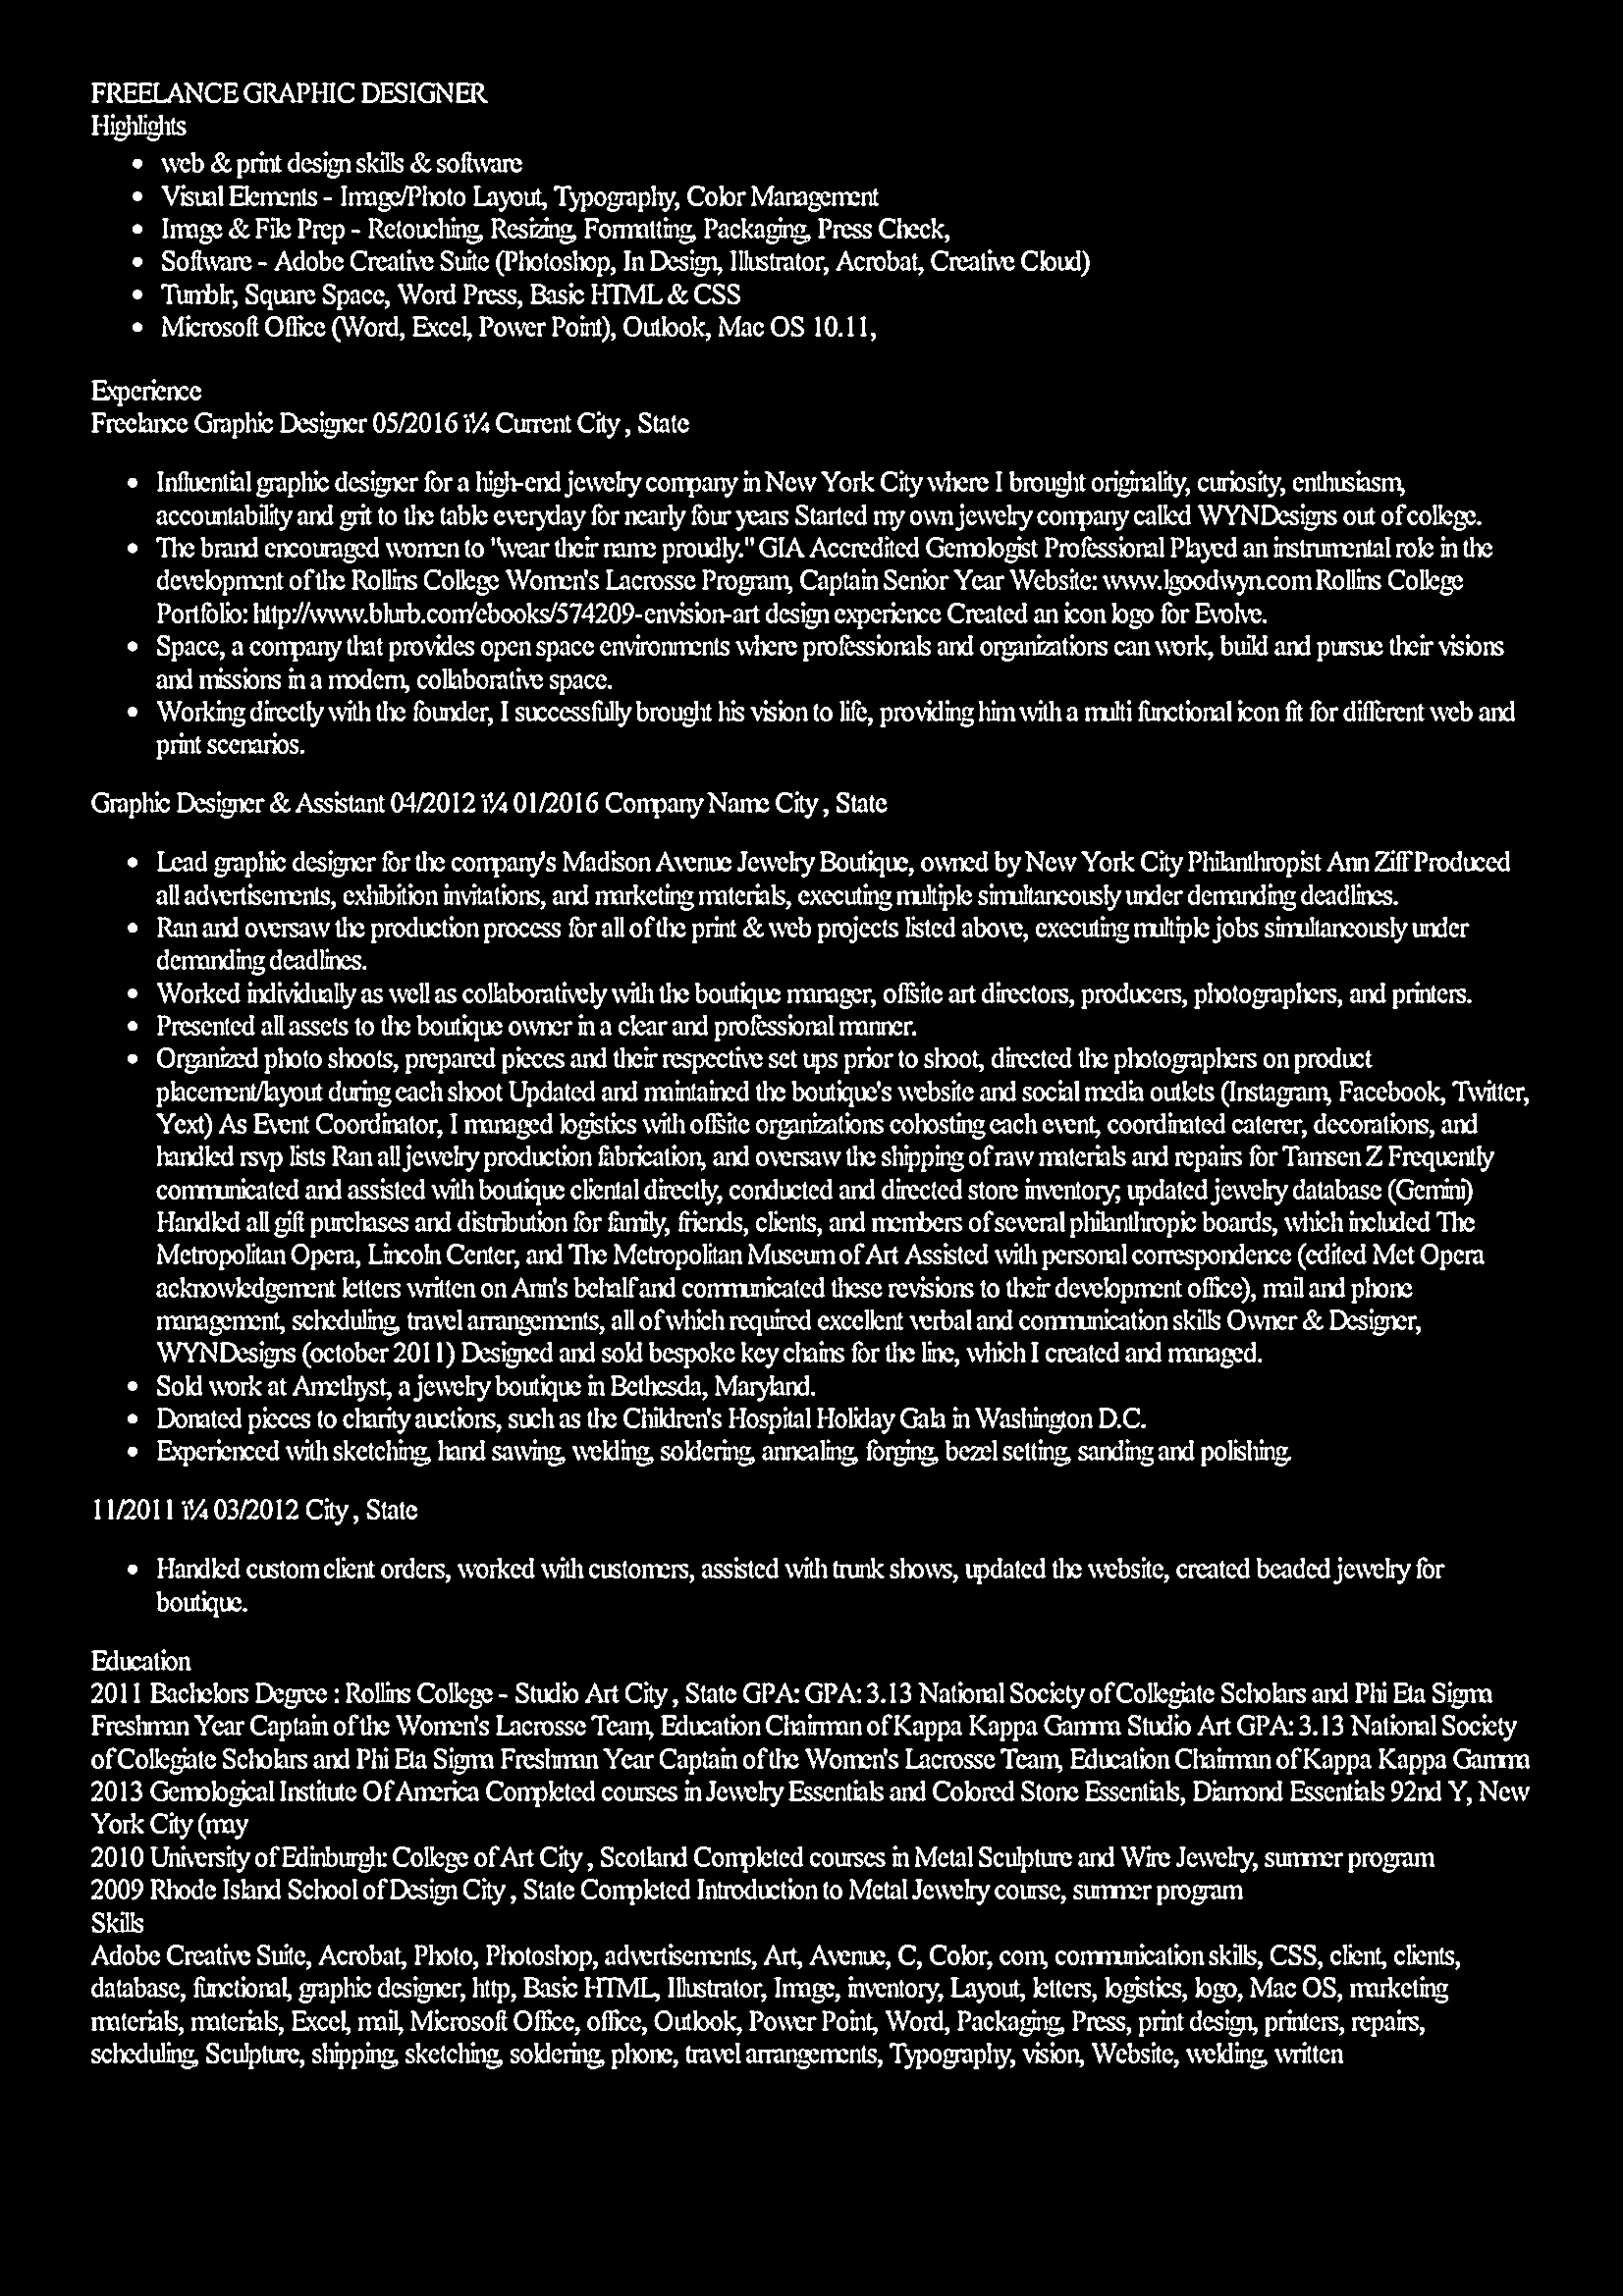 FREELANCE GRAPHIC DESIGNER
Highlights
• web & print design skills & software
• Visual Elements - Image/Photo Layout, Typography, Color Management
• Image & File Prep - Retouching, Resizing, Formatting, Packaging, Press Check,
• Software - Adobe Creative Suite (Photoshop, In Design, Illustrator, Acrobat, Creative Cloud)
• Tumblr, Square Space, Word Press, Basic HTML & CSS
• Microsoft Office (Word, Excel, Power Point), Outlook, Mac OS 10.11,
Experience
Freelance Graphic Designer 05/2016 ï¼ Current City , State
• Influential graphic designer for a high-end jewelry company in New York City where I brought originality, curiosity, enthusiasm,
accountability and grit to the table everyday for nearly four years Started my own jewelry company called WYNDesigns out of college.
• The brand encouraged women to "wear their name proudly." GIA Accredited Gemologist Professional Played an instrumental role in the
development of the Rollins College Women's Lacrosse Program, Captain Senior Year Website: www.lgoodwyn.com Rollins College
Portfolio: http://www.blurb.com/ebooks/574209-envision-art design experience Created an icon logo for Evolve.
• Space, a company that provides open space environments where professionals and organizations can work, build and pursue their visions
and missions in a modern, collaborative space.
• Working directly with the founder, I successfully brought his vision to life, providing him with a multi functional icon fit for different web and
print scenarios.
Graphic Designer & Assistant 04/2012 ï¼ 01/2016 Company Name City , State
• Lead graphic designer for the company's Madison Avenue Jewelry Boutique, owned by New York City Philanthropist Ann Ziff Produced
all advertisements, exhibition invitations, and marketing materials, executing multiple simultaneously under demanding deadlines.
• Ran and oversaw the production process for all of the print & web projects listed above, executing multiple jobs simultaneously under
demanding deadlines.
• Worked individually as well as collaboratively with the boutique manager, offsite art directors, producers, photographers, and printers.
• Presented all assets to the boutique owner in a clear and professional manner.
• Organized photo shoots, prepared pieces and their respective set ups prior to shoot, directed the photographers on product
placement/layout during each shoot Updated and maintained the boutique's website and social media outlets (Instagram, Facebook, Twitter,
Yext) As Event Coordinator, I managed logistics with offsite organizations cohosting each event, coordinated caterer, decorations, and
handled rsvp lists Ran all jewelry production fabrication, and oversaw the shipping of raw materials and repairs for Tamsen Z Frequently
communicated and assisted with boutique cliental directly, conducted and directed store inventory; updated jewelry database (Gemini)
Handled all gift purchases and distribution for family, friends, clients, and members of several philanthropic boards, which included The
Metropolitan Opera, Lincoln Center, and The Metropolitan Museum of Art Assisted with personal correspondence (edited Met Opera
acknowledgement letters written on Ann's behalf and communicated these revisions to their development office), mail and phone
management, scheduling, travel arrangements, all of which required excellent verbal and communication skills Owner & Designer,
WYNDesigns (october 2011) Designed and sold bespoke key chains for the line, which I created and managed.
• Sold work at Amethyst, a jewelry boutique in Bethesda, Maryland.
• Donated pieces to charity auctions, such as the Children's Hospital Holiday Gala in Washington D.C.
• Experienced with sketching, hand sawing, welding, soldering, annealing, forging, bezel setting, sanding and polishing.
11/2011 ï¼ 03/2012 City , State
• Handled custom client orders, worked with customers, assisted with trunk shows, updated the website, created beaded jewelry for
boutique.
Education
2011 Bachelors Degree : Rollins College - Studio Art City , State GPA: GPA: 3.13 National Society of Collegiate Scholars and Phi Eta Sigma
Freshman Year Captain of the Women's Lacrosse Team, Education Chairman of Kappa Kappa Gamma Studio Art GPA: 3.13 National Society
of Collegiate Scholars and Phi Eta Sigma Freshman Year Captain of the Women's Lacrosse Team, Education Chairman of Kappa Kappa Gamma
2013 Gemological Institute Of America Completed courses in Jewelry Essentials and Colored Stone Essentials, Diamond Essentials 92nd Y, New
York City (may
2010 University of Edinburgh: College of Art City , Scotland Completed courses in Metal Sculpture and Wire Jewelry, summer program
2009 Rhode Island School of Design City , State Completed Introduction to Metal Jewelry course, summer program
Skills
Adobe Creative Suite, Acrobat, Photo, Photoshop, advertisements, Art, Avenue, C, Color, com, communication skills, CSS, client, clients,
database, functional, graphic designer, http, Basic HTML, Illustrator, Image, inventory, Layout, letters, logistics, logo, Mac OS, marketing
materials, materials, Excel, mail, Microsoft Office, office, Outlook, Power Point, Word, Packaging, Press, print design, printers, repairs,
scheduling, Sculpture, shipping, sketching, soldering, phone, travel arrangements, Typography, vision, Website, welding, written